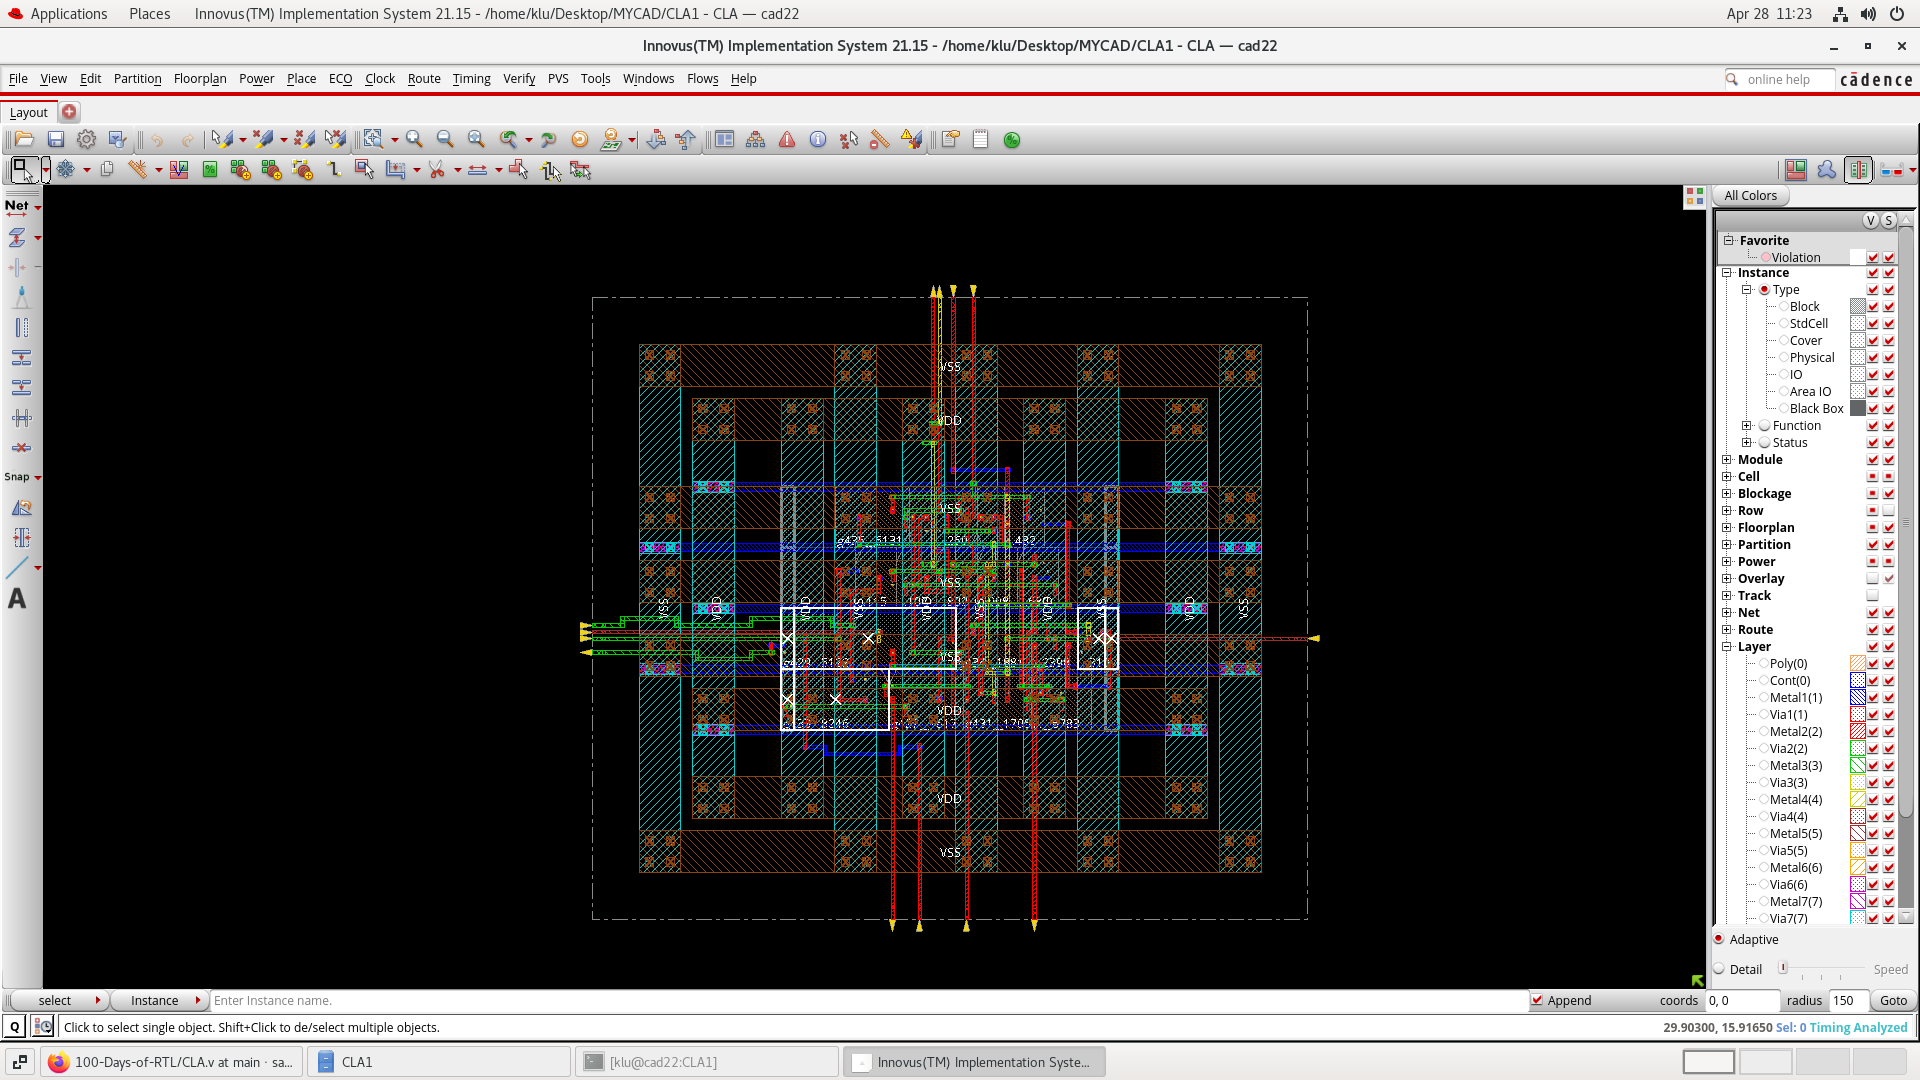 Applications Places Innovus(TM) Implementation System 21.15 - /home/klu/Desktop/MYCAD/CLA1 - CLA — cad22 Apr 28 11:23
Innovus(TM) Implementation System 21.15 - /home/klu/Desktop/MYCAD/CLA1 - CLA — cad22
File View Edit Partition Floorplan Power Place ECO Clock Route Timing Verify PVS Tools Windows Flows Help online help cādence
Layout
Net
Snap
A
All Colors
V S
Favorite
Violation
Instance
Type
Block
StdCell
Cover
Physical
IO
Area IO
Black Box
Function
Status
Module
Cell
Blockage
Row
Floorplan
Partition
Power
Overlay
Track
Net
Route
Layer
Poly(0)
Cont(0)
Metal1(1)
Via1(1)
Metal2(2)
Via2(2)
Metal3(3)
Via3(3)
Metal4(4)
Via4(4)
Metal5(5)
Via5(5)
Metal6(6)
Via6(6)
Metal7(7)
Via7(7)
Adaptive
Detail Speed
VSS
VDD
VSS
VSS
VSS VDD VDD VSS VDD VSS VDD VSS VDD VSS
VSS
VDD
VDD
VSS
select Instance Enter Instance name. Append coords 0, 0 radius 150 Goto
Q Click to select single object. Shift+Click to de/select multiple objects. 29.90300, 15.91650 Sel: 0 Timing Analyzed
100-Days-of-RTL/CLA.v at main · sa... CLA1 [klu@cad22:CLA1] Innovus(TM) Implementation Syste...